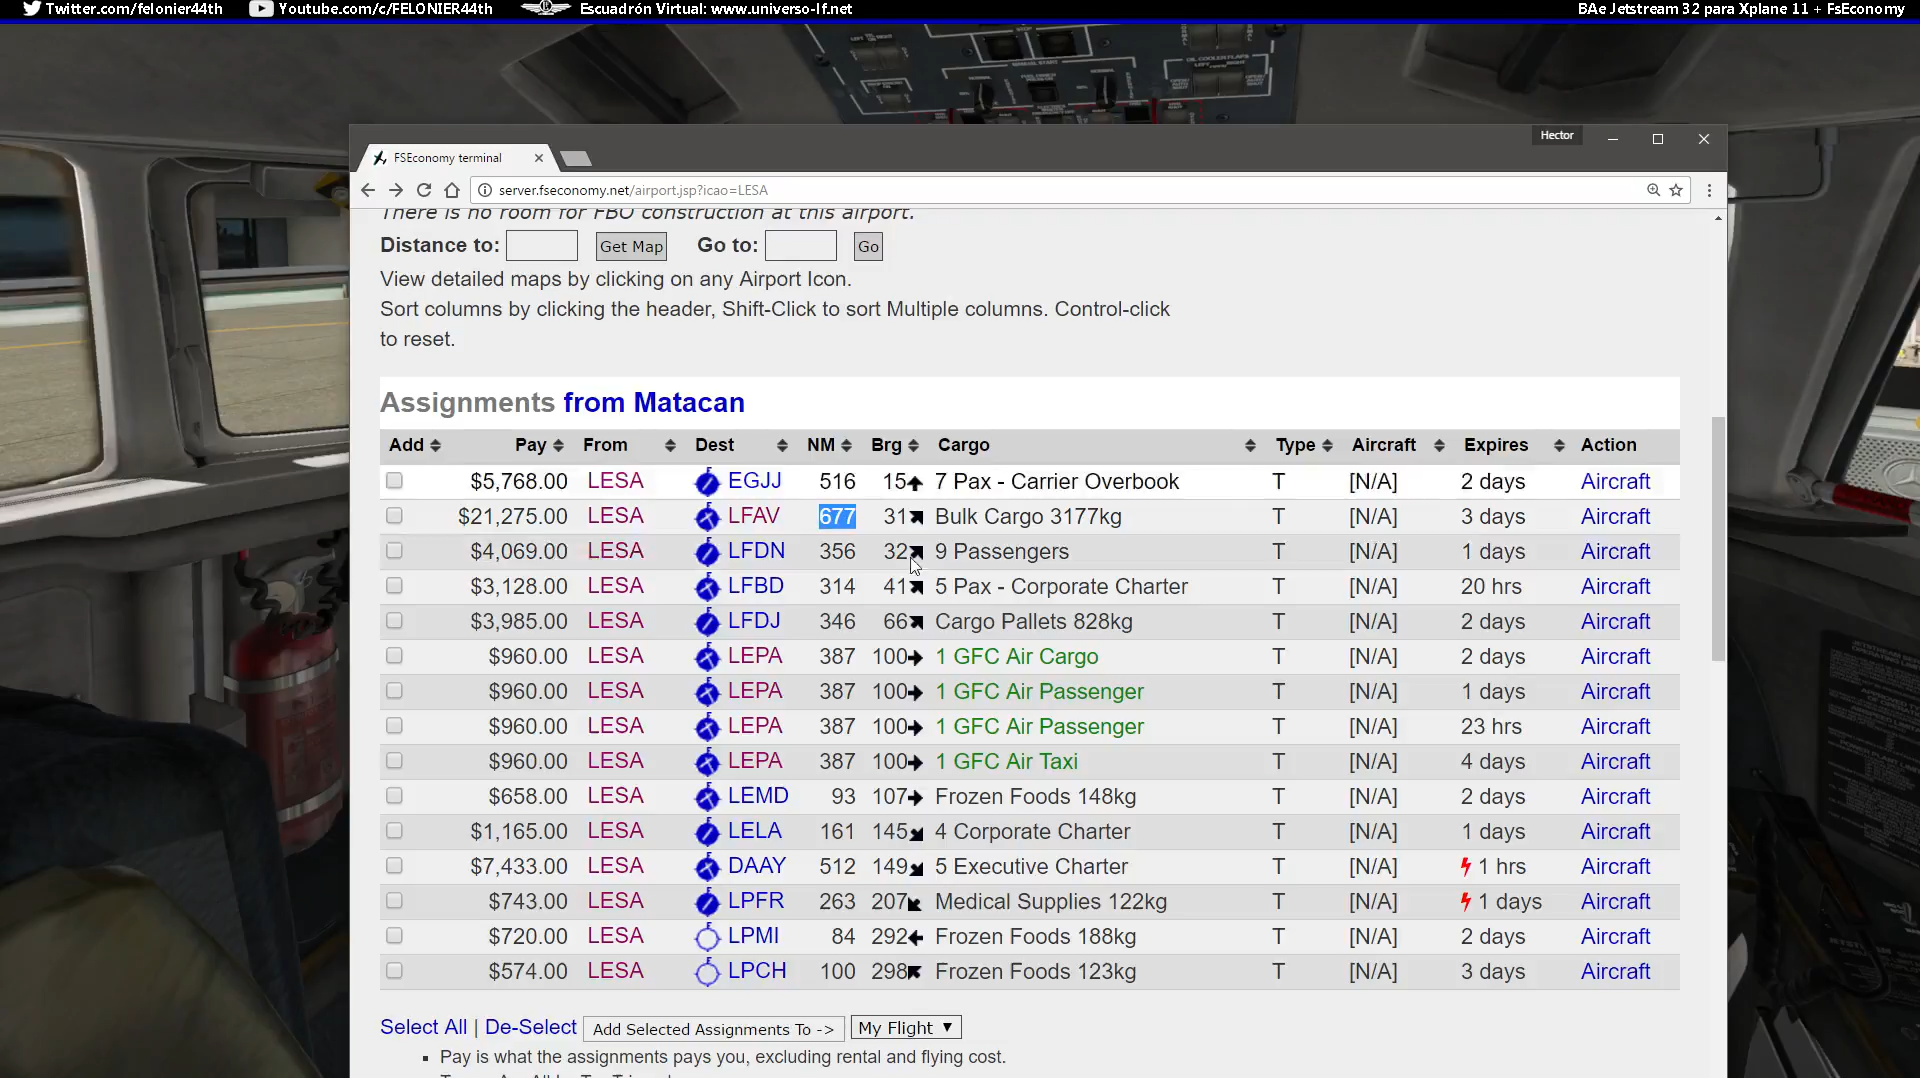 Twitter.com/felonier44th Youtube.com/c/FELONIER44th Escuadrón Virtual: www.universo-lf.net BAe Jetstream 32 para Xplane 11 + FsEconomy
Hector
FSEconomy terminal
server.fseconomy.net/airport.jsp?icao=LESA
There is no room for FBO construction at this airport.
Distance to: Get Map Go to: Go
View detailed maps by clicking on any Airport Icon.
Sort columns by clicking the header, Shift-Click to sort Multiple columns. Control-click
to reset.
Assignments from Matacan
Add Pay From Dest NM Brg Cargo Type Aircraft Expires Action
$5,768.00 LESA EGJJ 516 15 7 Pax - Carrier Overbook T [N/A] 2 days Aircraft
$21,275.00 LESA LFAV 677 31 Bulk Cargo 3177kg T [N/A] 3 days Aircraft
$4,069.00 LESA LFDN 356 32 9 Passengers T [N/A] 1 days Aircraft
$3,128.00 LESA LFBD 314 41 5 Pax - Corporate Charter T [N/A] 20 hrs Aircraft
$3,985.00 LESA LFDJ 346 66 Cargo Pallets 828kg T [N/A] 2 days Aircraft
$960.00 LESA LEPA 387 100 1 GFC Air Cargo T [N/A] 2 days Aircraft
$960.00 LESA LEPA 387 100 1 GFC Air Passenger T [N/A] 1 days Aircraft
$960.00 LESA LEPA 387 100 1 GFC Air Passenger T [N/A] 23 hrs Aircraft
$960.00 LESA LEPA 387 100 1 GFC Air Taxi T [N/A] 4 days Aircraft
$658.00 LESA LEMD 93 107 Frozen Foods 148kg T [N/A] 2 days Aircraft
$1,165.00 LESA LELA 161 145 4 Corporate Charter T [N/A] 1 days Aircraft
$7,433.00 LESA DAAY 512 149 5 Executive Charter T [N/A] 1 hrs Aircraft
$743.00 LESA LPFR 263 207 Medical Supplies 122kg T [N/A] 1 days Aircraft
$720.00 LESA LPMI 84 292 Frozen Foods 188kg T [N/A] 2 days Aircraft
$574.00 LESA LPCH 100 298 Frozen Foods 123kg T [N/A] 3 days Aircraft
Select All | De-Select Add Selected Assignments To -> My Flight
Pay is what the assignments pays you, excluding rental and flying cost.